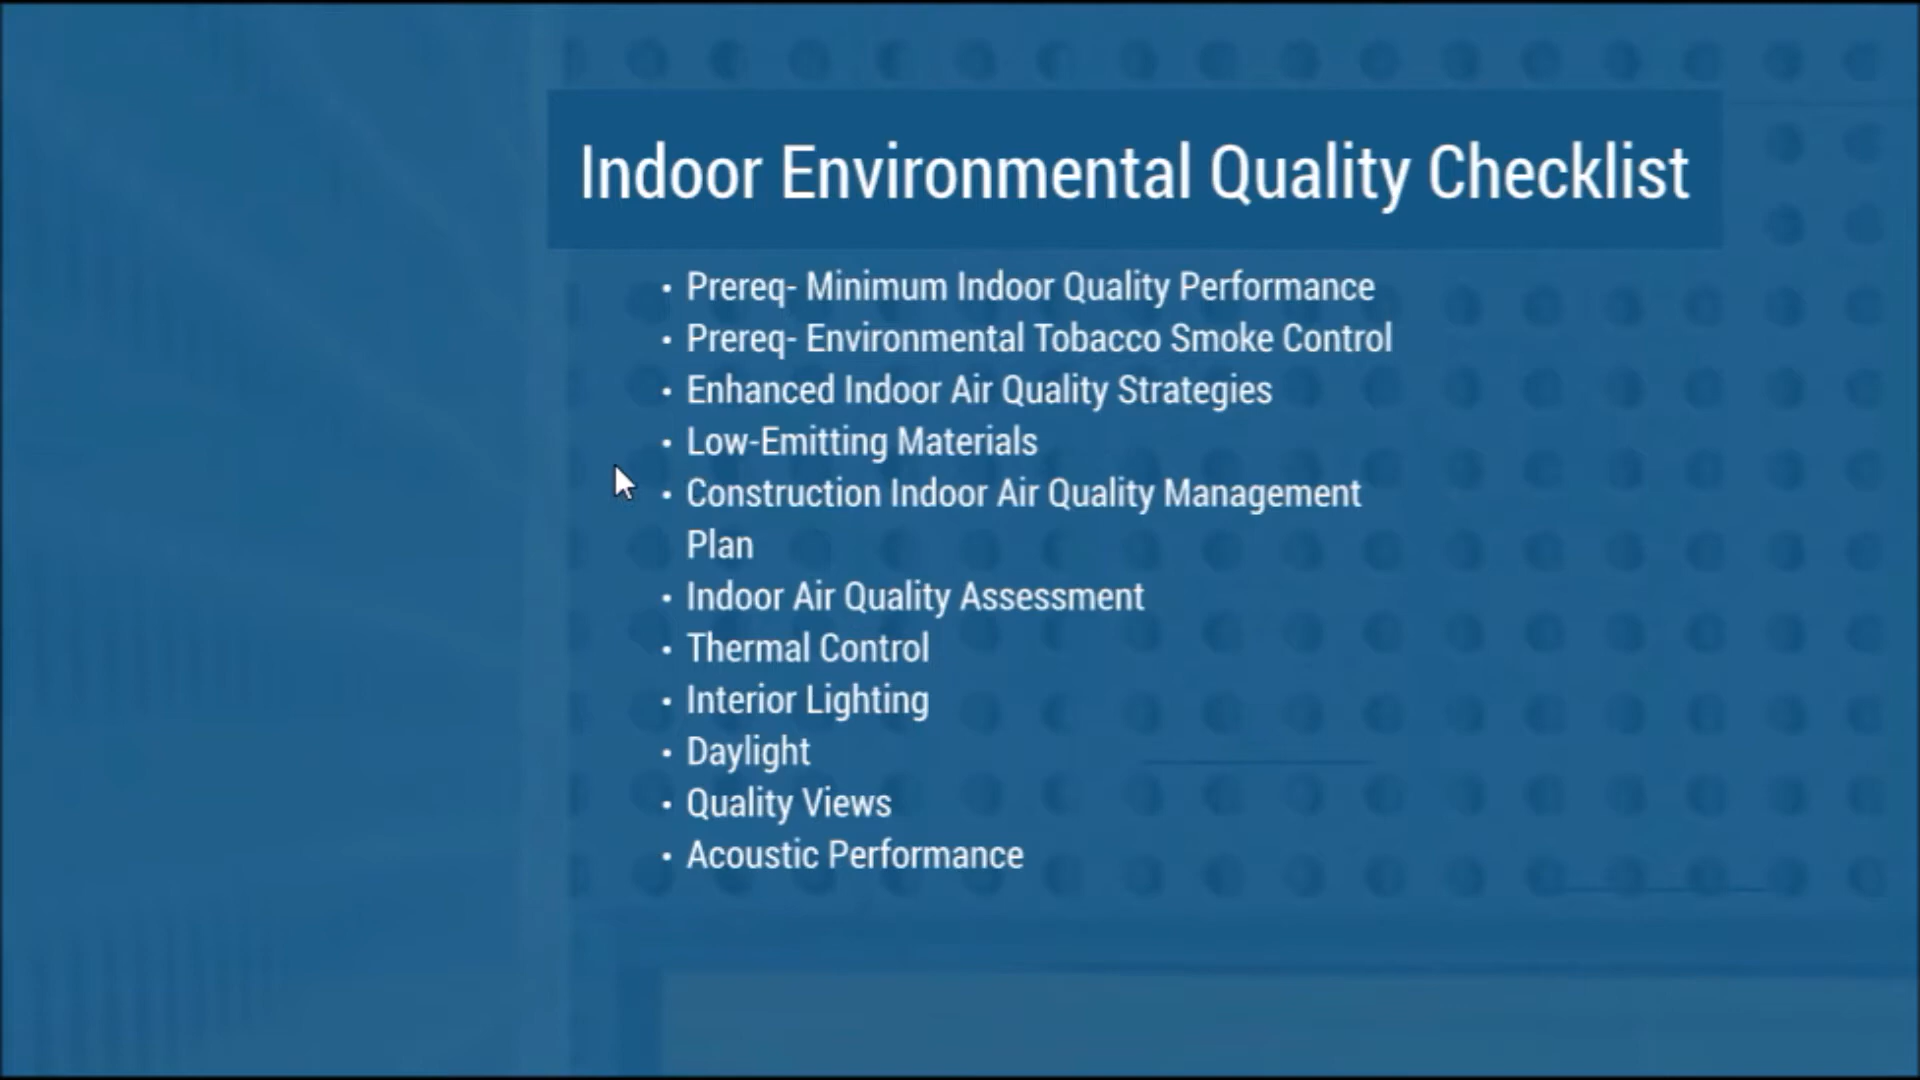 Indoor Environmental Quality Checklist
• Prereq- Minimum Indoor Quality Performance
• Prereq- Environmental Tobacco Smoke Control
• Enhanced Indoor Air Quality Strategies
• Low-Emitting Materials
• Construction Indoor Air Quality Management
Plan
• Indoor Air Quality Assessment
• Thermal Control
• Interior Lighting
• Daylight
• Quality Views
• Acoustic Performance